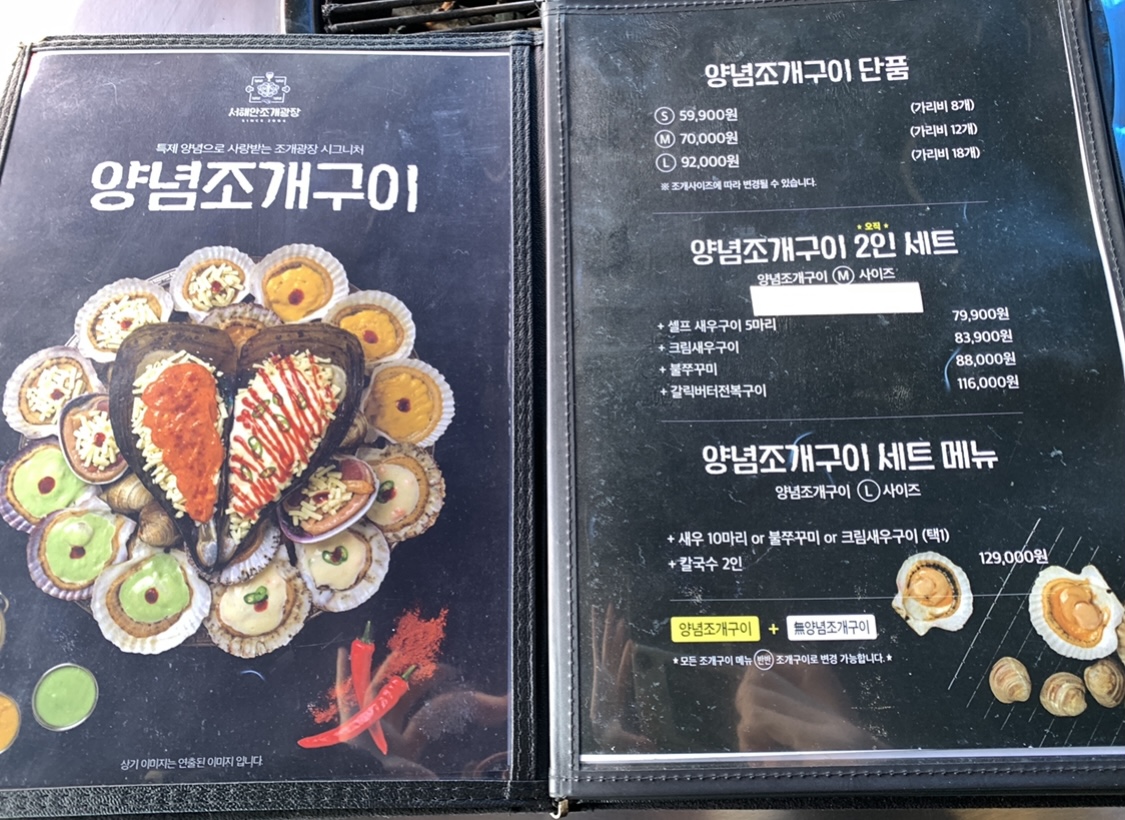 서해안조개광장
SINCE 2004
특제 양념으로 사랑받는 조개광장 시그니처
양념조개구이
상기 이미지는 연출된 이미지 입니다.
양념조개구이 단품
S 59,900원 (가리비 8개)
M 70,000원 (가리비 12개)
L 92,000원 (가리비 18개)
※ 조개사이즈에 따라 변경될 수 있습니다.
* 오직 *
양념조개구이 2인 세트
양념조개구이 M 사이즈
+ 셀프 새우구이 5마리 79,900원
+ 크림새우구이 83,900원
+ 불쭈꾸미 88,000원
+ 갈릭버터전복구이 116,000원
양념조개구이 세트 메뉴
양념조개구이 L 사이즈
+ 새우 10마리 or 불쭈꾸미 or 크림새우구이 (택1)
+ 칼국수 2인 129,000원
양념조개구이 + 無양념조개구이
* 모든 조개구이 메뉴 반반 조개구이로 변경 가능합니다. *